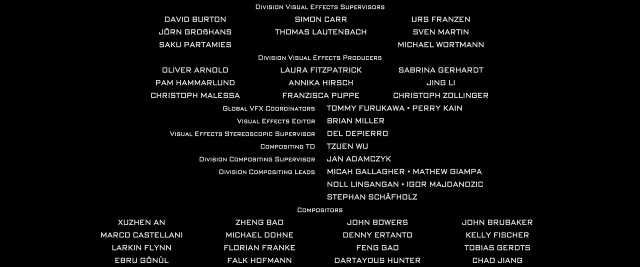 Division Visual Effects Supervisors
DAVID BURTON SIMON CARR URS FRANZEN
JÖRN GROßHANS THOMAS LAUTENBACH SVEN MARTIN
SAKU PARTAMIES MICHAEL WORTMANN
Division Visual Effects Producers
OLIVER ARNOLD LAURA FITZPATRICK SABRINA GERHARDT
PAM HAMMARLUND ANNIKA HIRSCH JING LI
CHRISTOPH MALESSA FRANZISCA PUPPE CHRISTOPH ZOLLINGER
Global VFX Coordinators TOMMY FURUKAWA • PERRY KAIN
Visual Effects Editor BRIAN MILLER
Visual Effects Stereoscopic Supervisor DEL DEPIERRO
Compositing TD TZUEN WU
Division Compositing Supervisor JAN ADAMCZYK
Division Compositing Leads MICAH GALLAGHER • MATHEW GIAMPA
NOLL LINSANGAN • IGOR MAJDANDZIC
STEPHAN SCHÄFHOLZ
Compositors
XUZHEN AN ZHENG BAO JOHN BOWERS JOHN BRUBAKER
MARCO CASTELLANI MICHAEL DOHNE DENNY ERTANTO KELLY FISCHER
LARKIN FLYNN FLORIAN FRANKE FENG GAO TOBIAS GERDTS
EBRU GÖNÜL FALK HOFMANN DARTAYOUS HUNTER CHAO JIANG